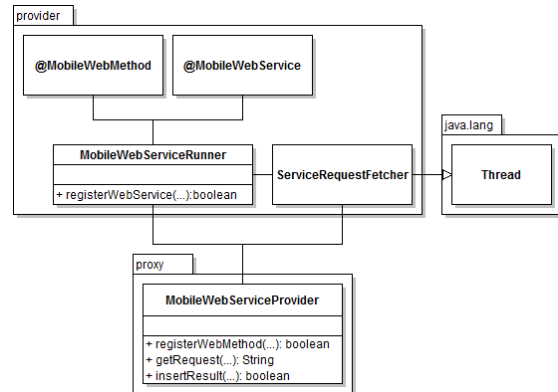 provider
@MobileWebMethod
@MobileWebService
java.lang
MobileWebServiceRunner
+ registerWebService(...):boolean
ServiceRequestFetcher
Thread
proxy
MobileWebServiceProvider
+ registerWebMethod(...): boolean
+ getRequest(...): String
+ insertResult(...): boolean